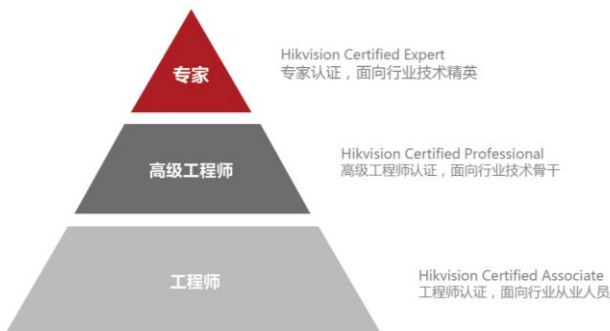 专家
Hikvision Certified Expert
专家认证，面向行业技术精英
高级工程师
Hikvision Certified Professional
高级工程师认证，面向行业技术骨干
工程师
Hikvision Certified Associate
工程师认证，面向行业从业人员